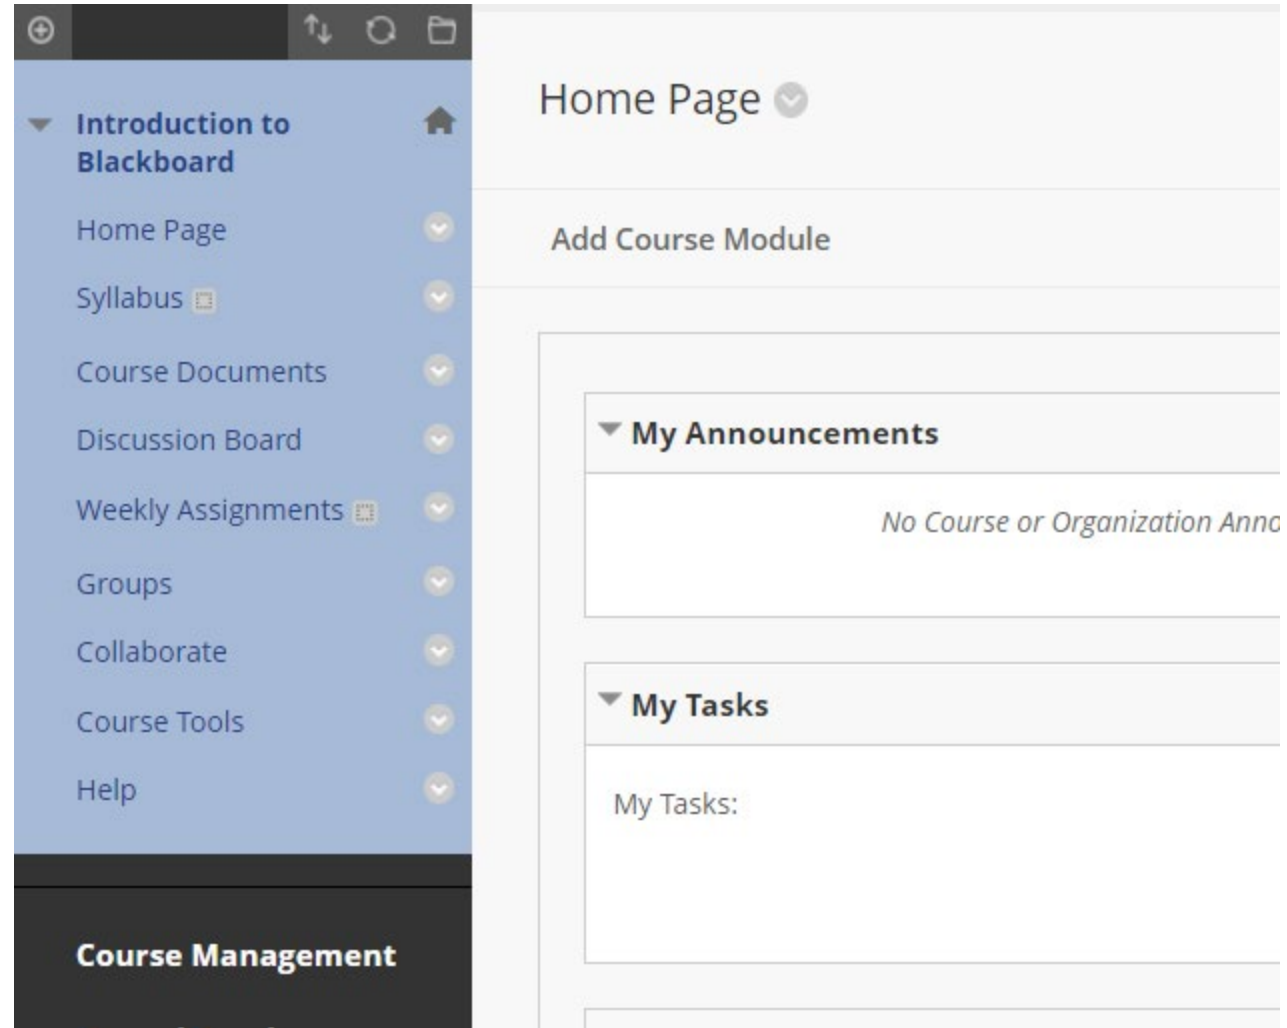 Introduction to
Blackboard
Home Page
Syllabus
Course Documents
Discussion Board
Weekly Assignments
Groups
Collaborate
Course Tools
Help
Course Management
Home Page
Add Course Module
My Announcements
No Course or Organization
My Tasks
My Tasks: